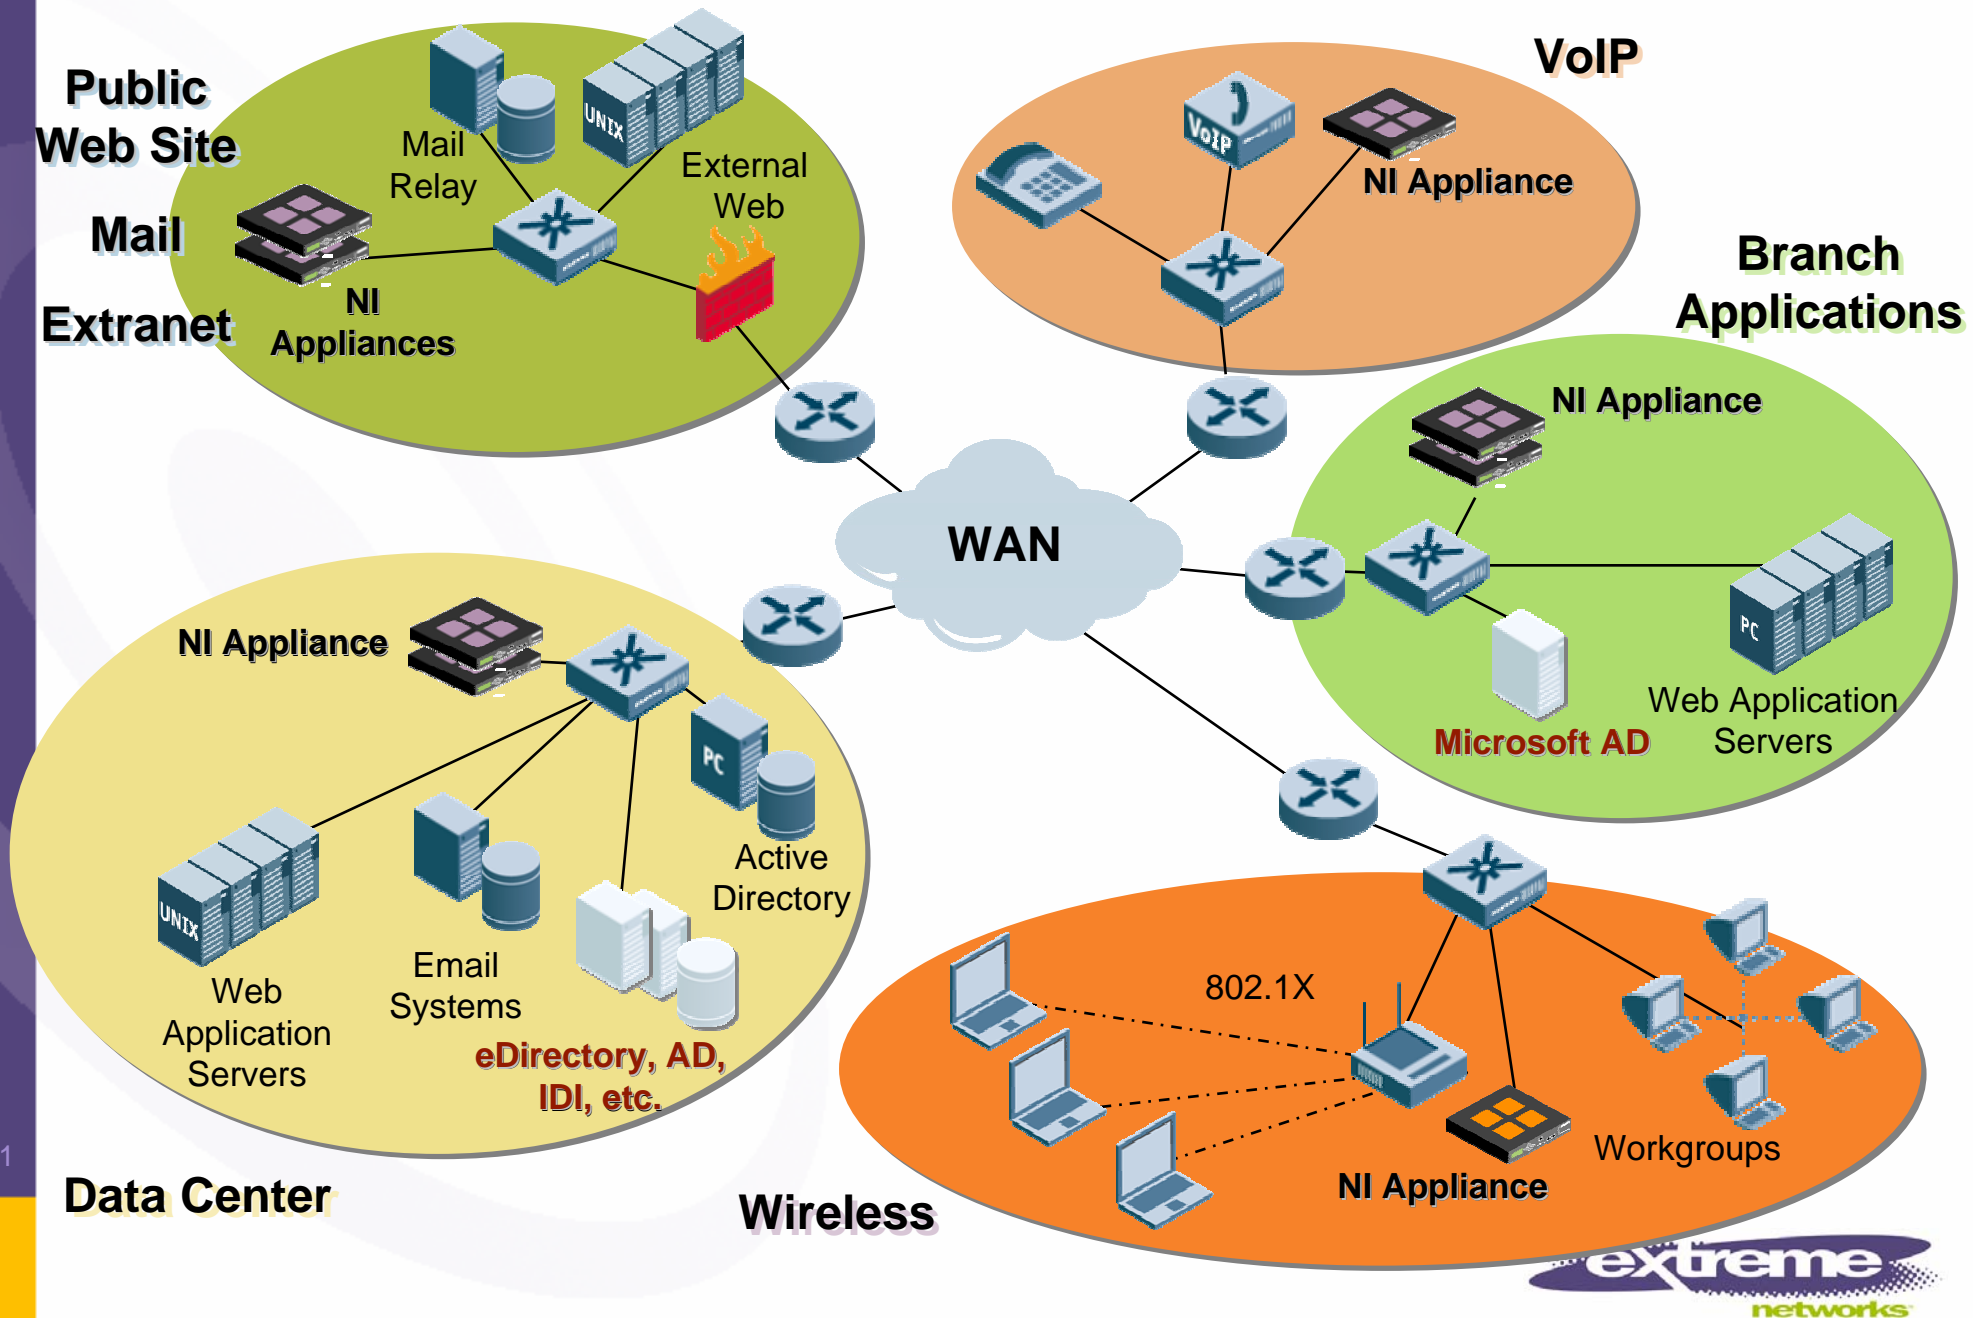 Public
Web Site
Mail
Extranet
Mail
Relay
UNIX
External
Web
NI
Appliances
VoIP
VoIP
NI Appliance
Branch
Applications
NI Appliance
PC
Web Application
Servers
Microsoft AD
WAN
NI Appliance
PC
Active
Directory
UNIX
Web
Application
Servers
Email
Systems
eDirectory, AD,
IDI, etc.
Data Center
802.1X
Workgroups
NI Appliance
Wireless
1
extreme
networks